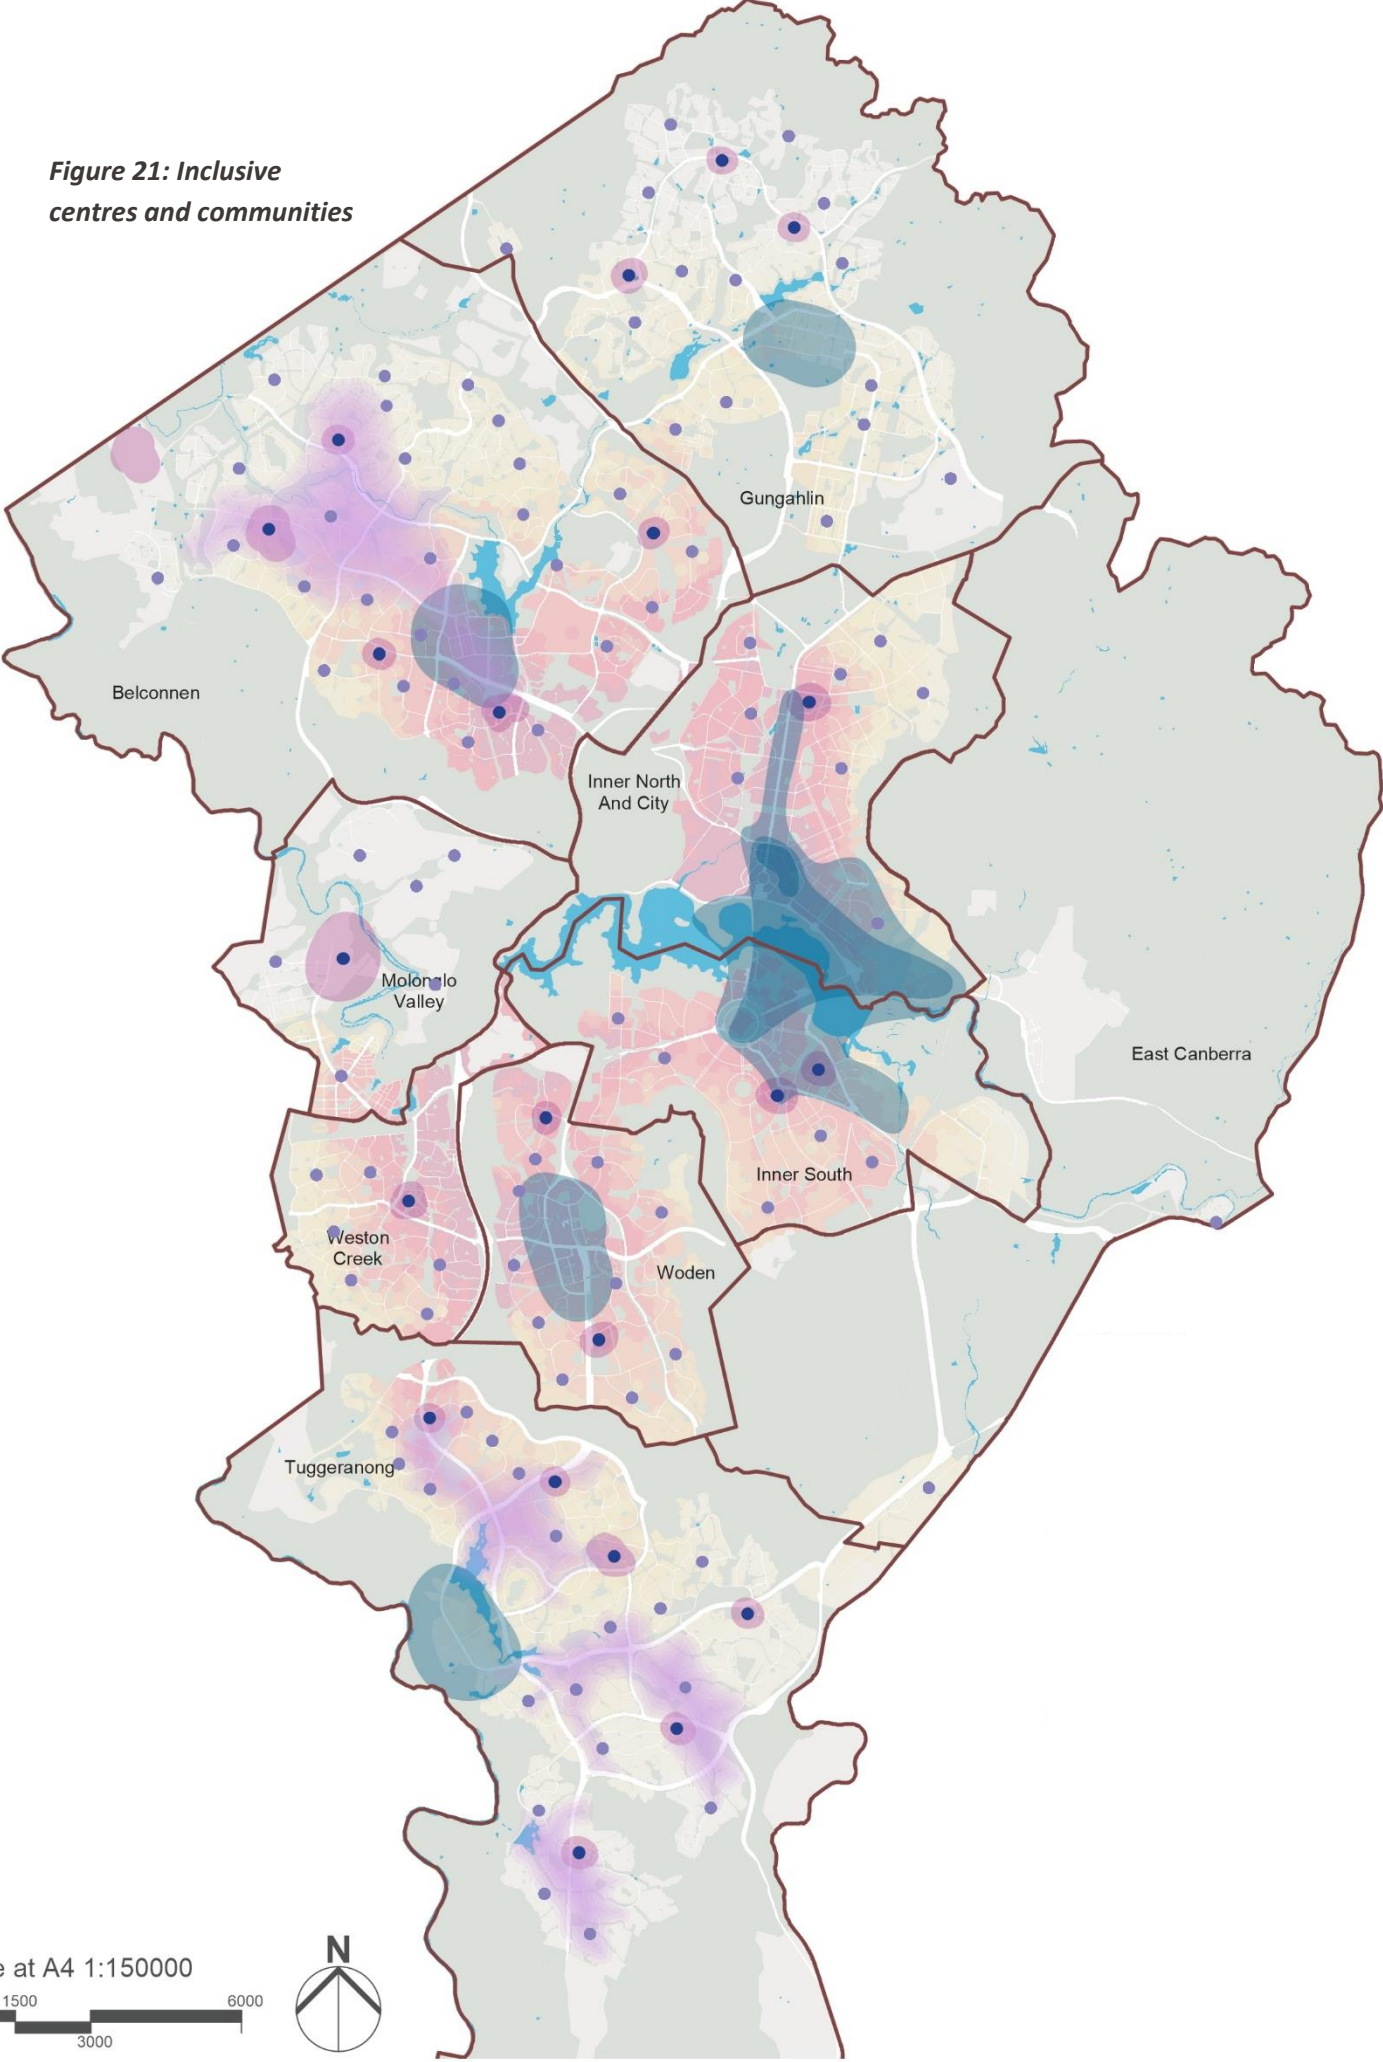 Figure 21: Inclusive
centres and communities
Gungahlin
Belconnen
Inner North
And City
Molonglo
Valley
East Canberra
Inner South
Weston
Creek
Woden
Tuggeranong
at A4 1:150000
N
1500
6000
3000